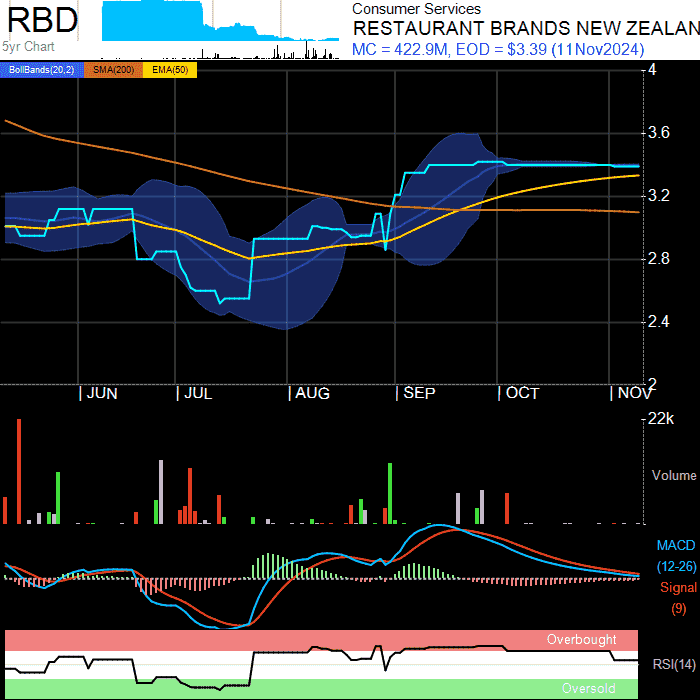 RBD
5yr Chart
Consumer Services
RESTAURANT BRANDS NEW ZEALAN
MC = 422.9M, EOD = $3.39 (11Nov2024)
BollBands(20,2) SMA(200) EMA(50)
4
3.6
3.2
2.8
2.4
2
JUN JUL AUG SEP OCT NOV
22k
Volume
MACD
(12-26)
Signal
(9)
Overbought
RSI(14)
Oversold